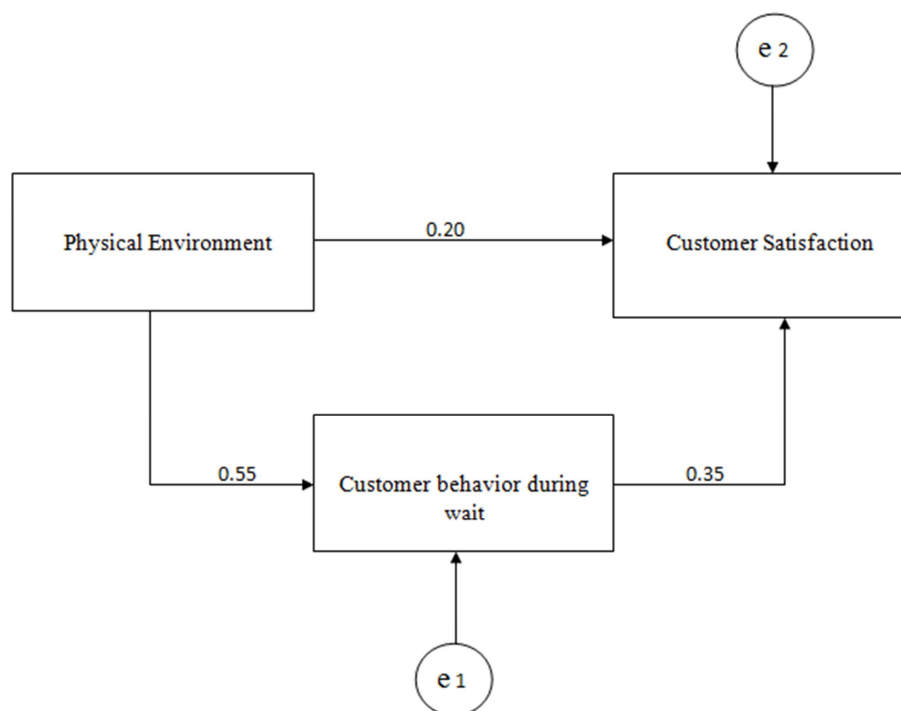 e 2
Physical Environment
0.20
Customer Satisfaction
0.55
Customer behavior during
wait
0.35
e 1